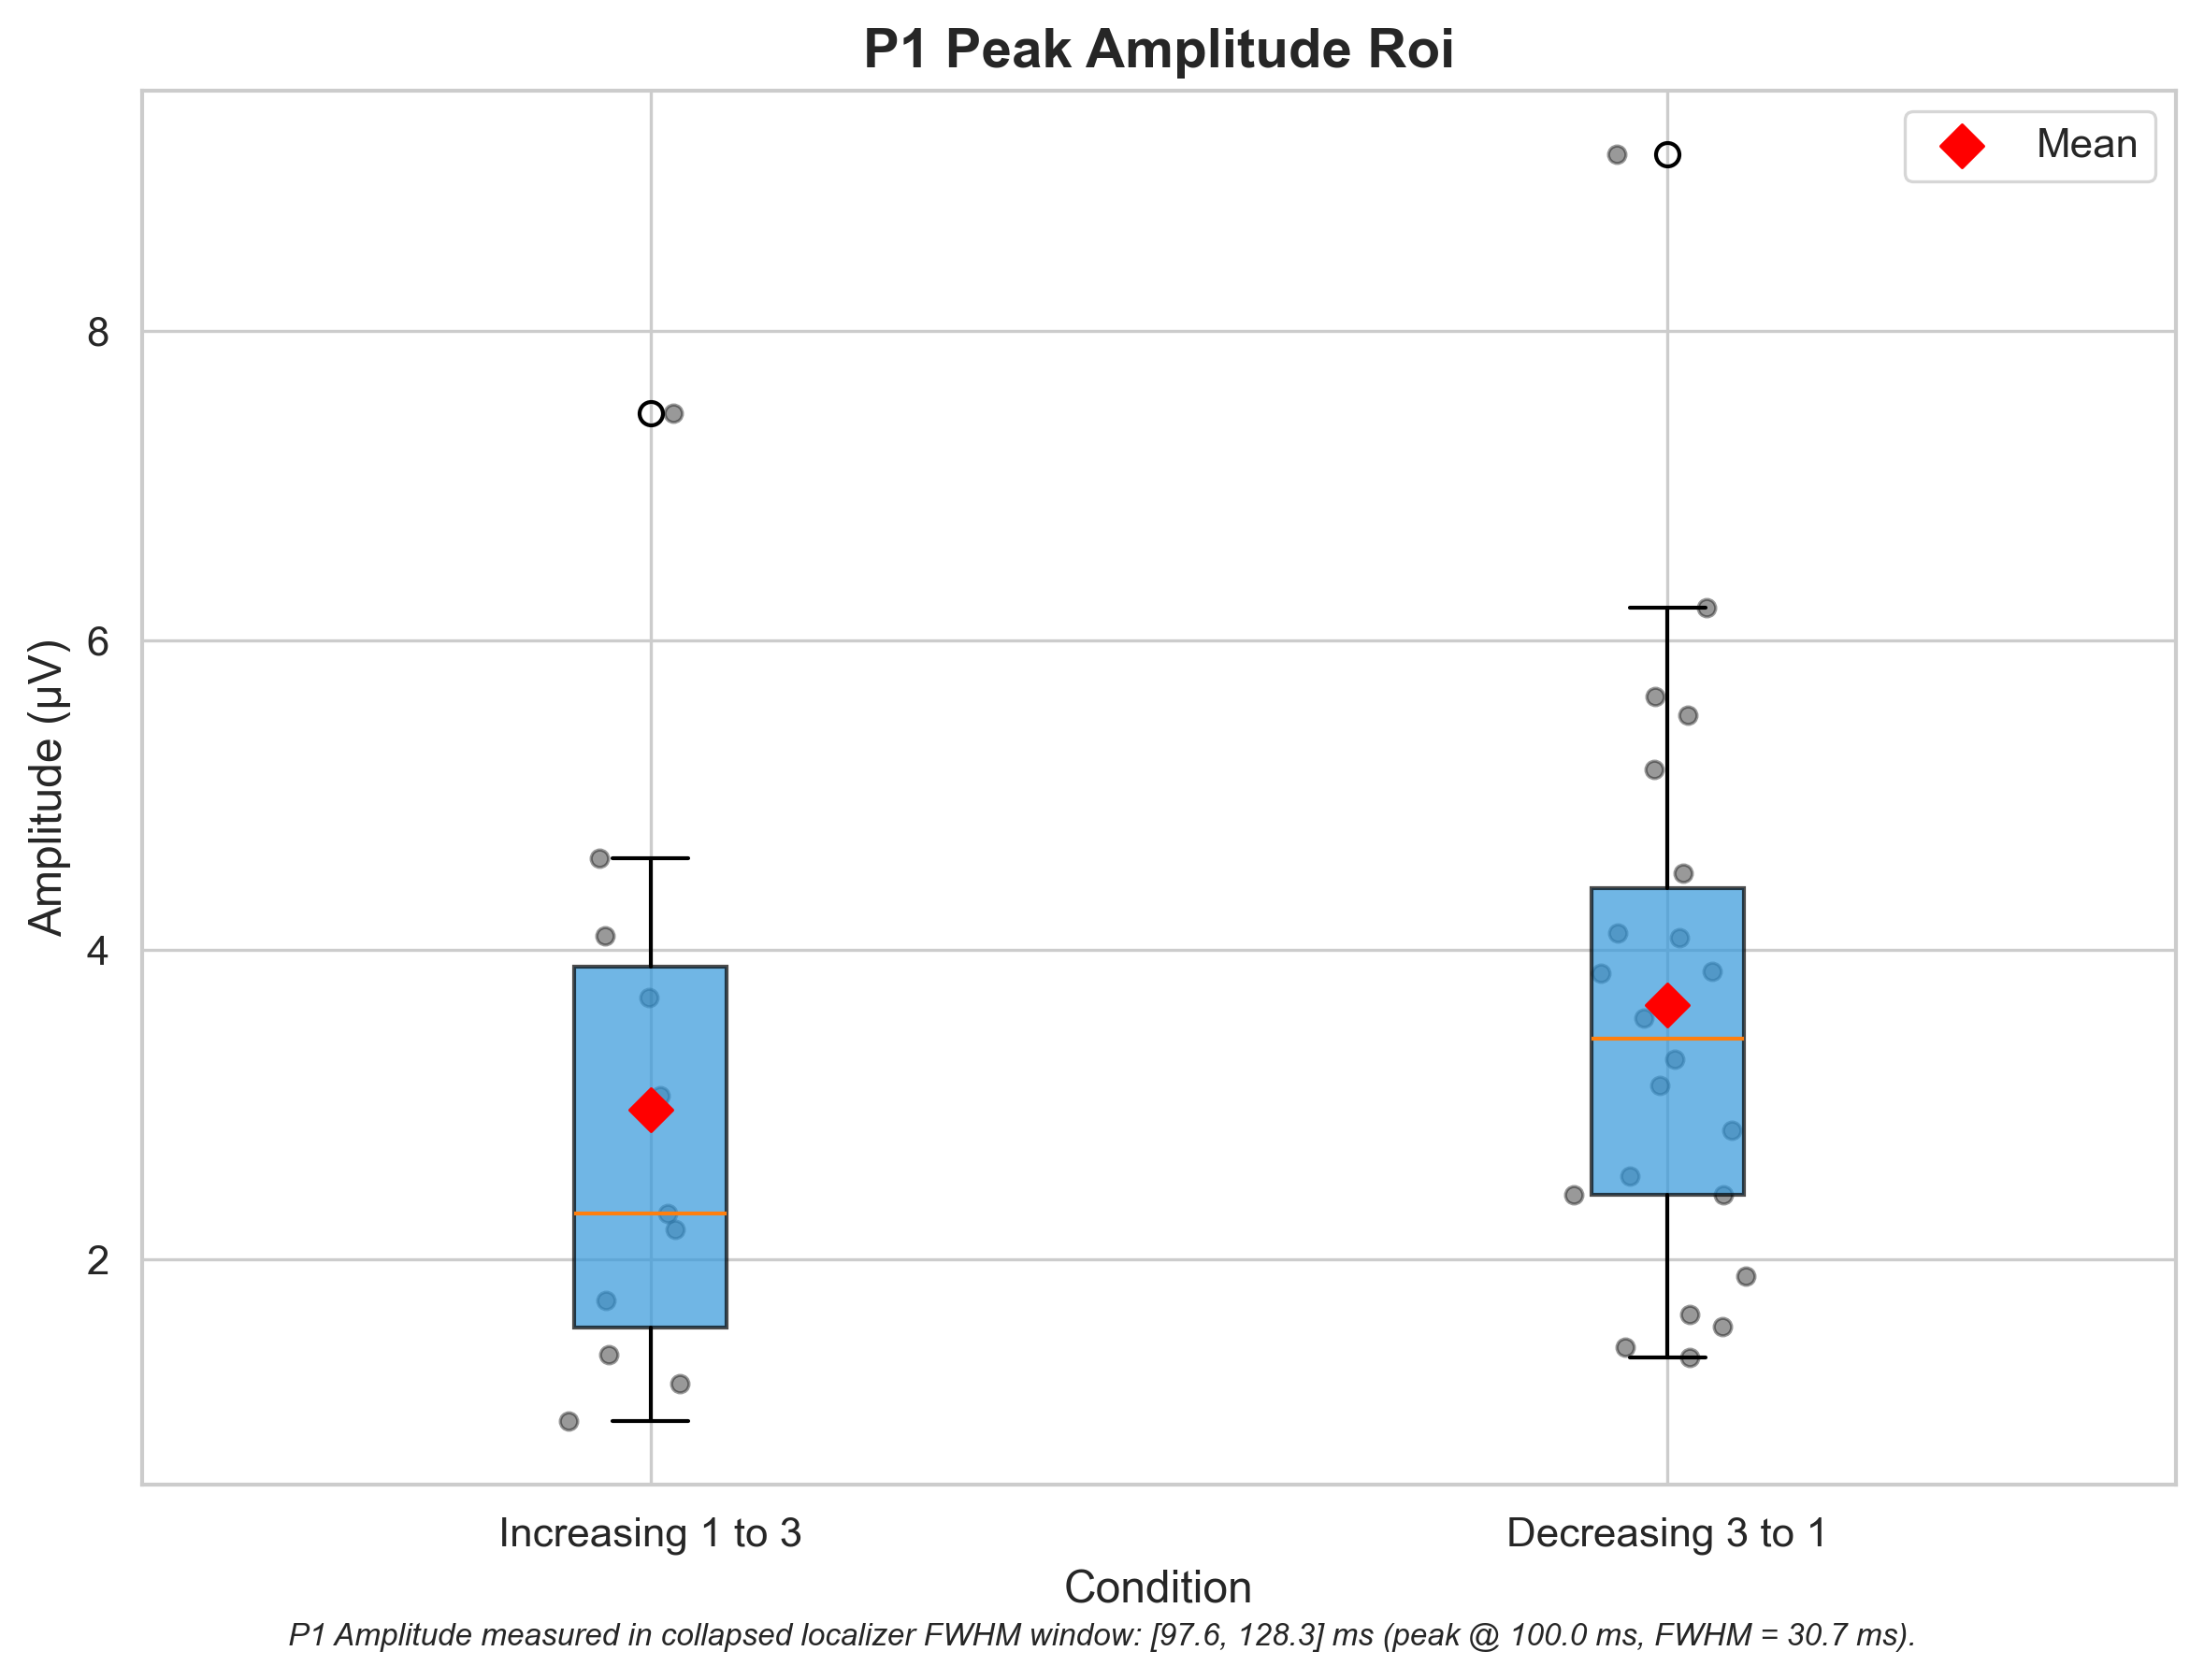 P1 Peak Amplitude Roi
Mean
8
6
4
2
Amplitude (µV)
Increasing 1 to 3
Decreasing 3 to 1
Condition
P1 Amplitude measured in collapsed localizer FWHM window: [97.6, 128.3] ms (peak @ 100.0 ms, FWHM = 30.7 ms).